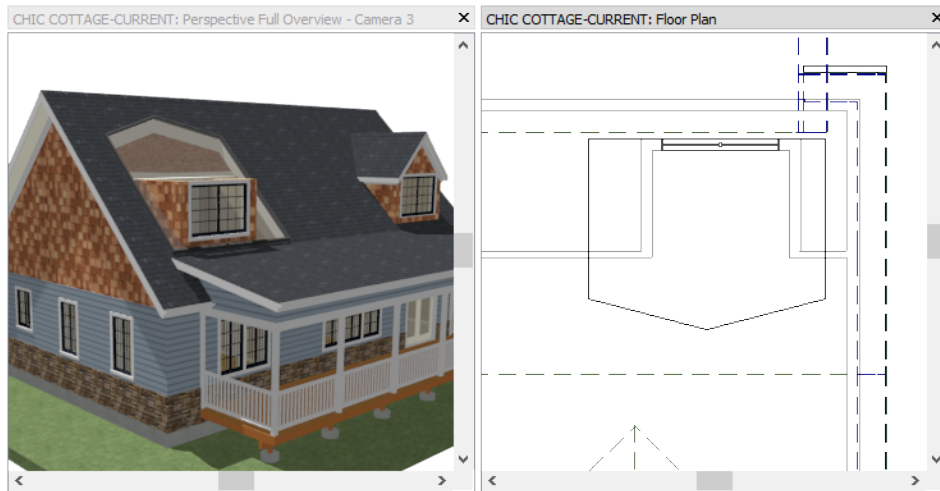 CHIC COTTAGE-CURRENT: Perspective Full Overview - Camera 3
CHIC COTTAGE-CURRENT: Floor Plan